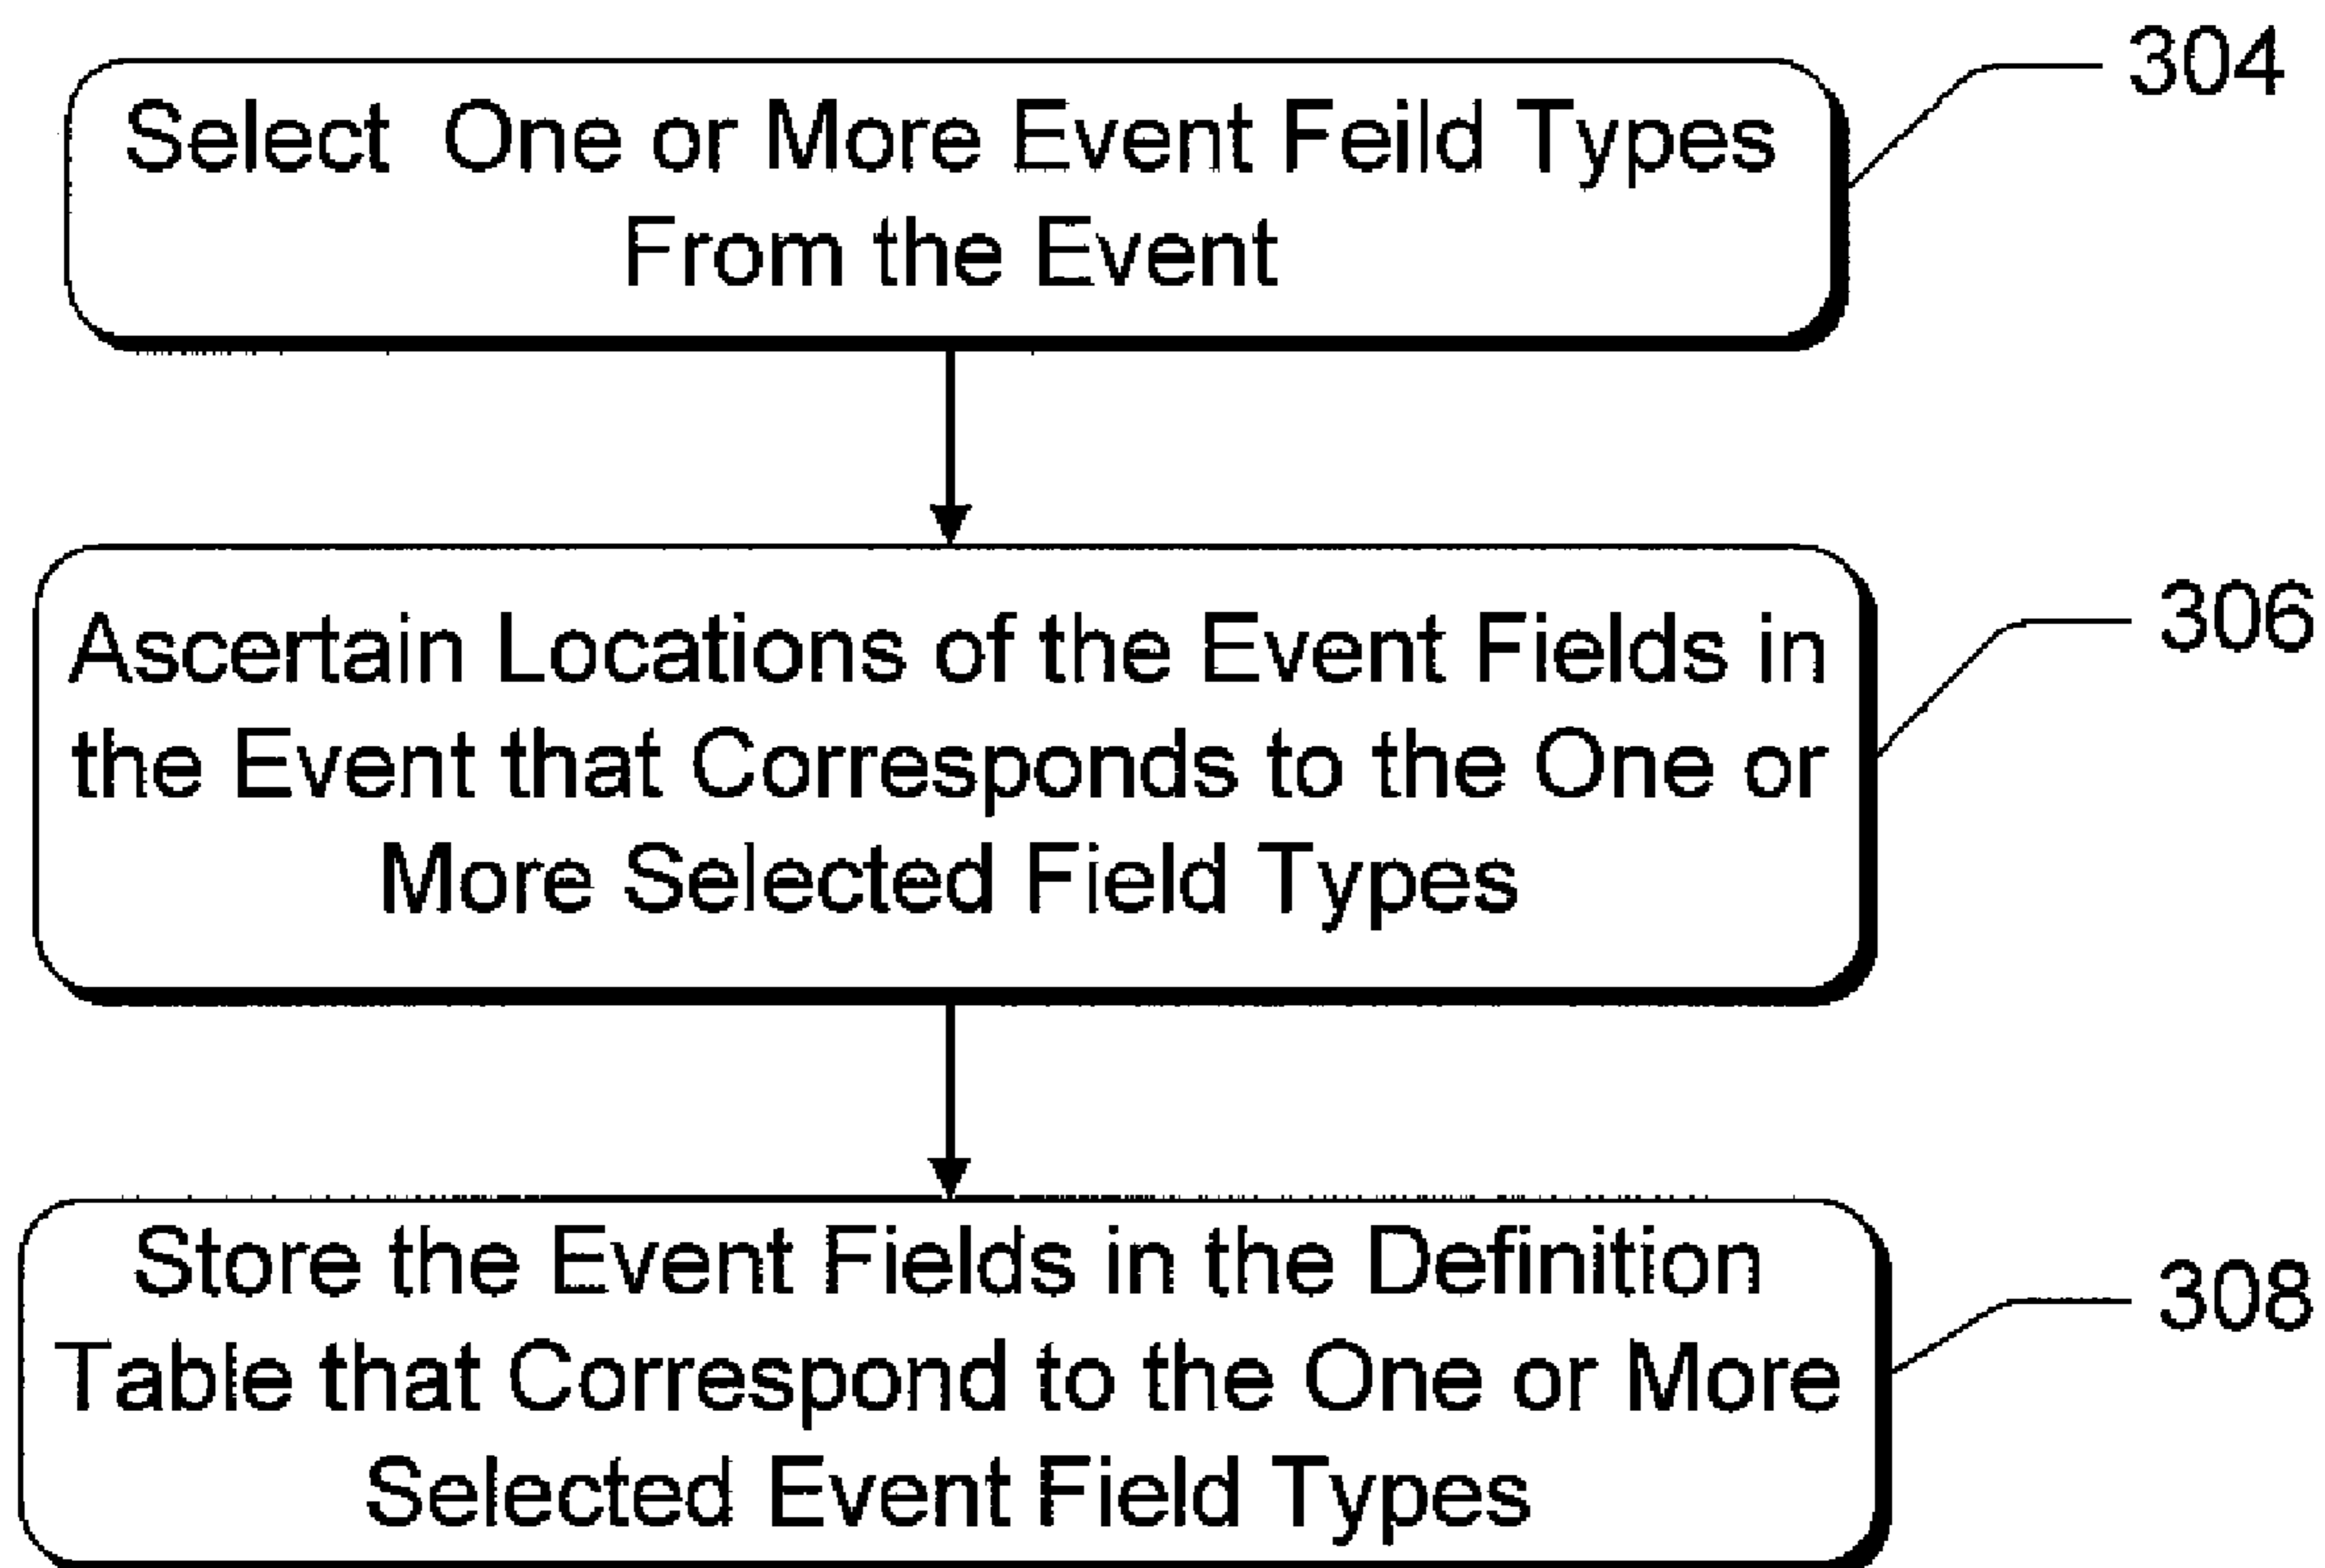 304
Select One or More Event Feild Types
From the Event
306
Ascertain Locations of the Event Fields in
the Event that Corresponds to the One or
More Selected Field Types
308
Store the Event Fields in the Definition
Table that Correspond to the One or More
Selected Event Field Types